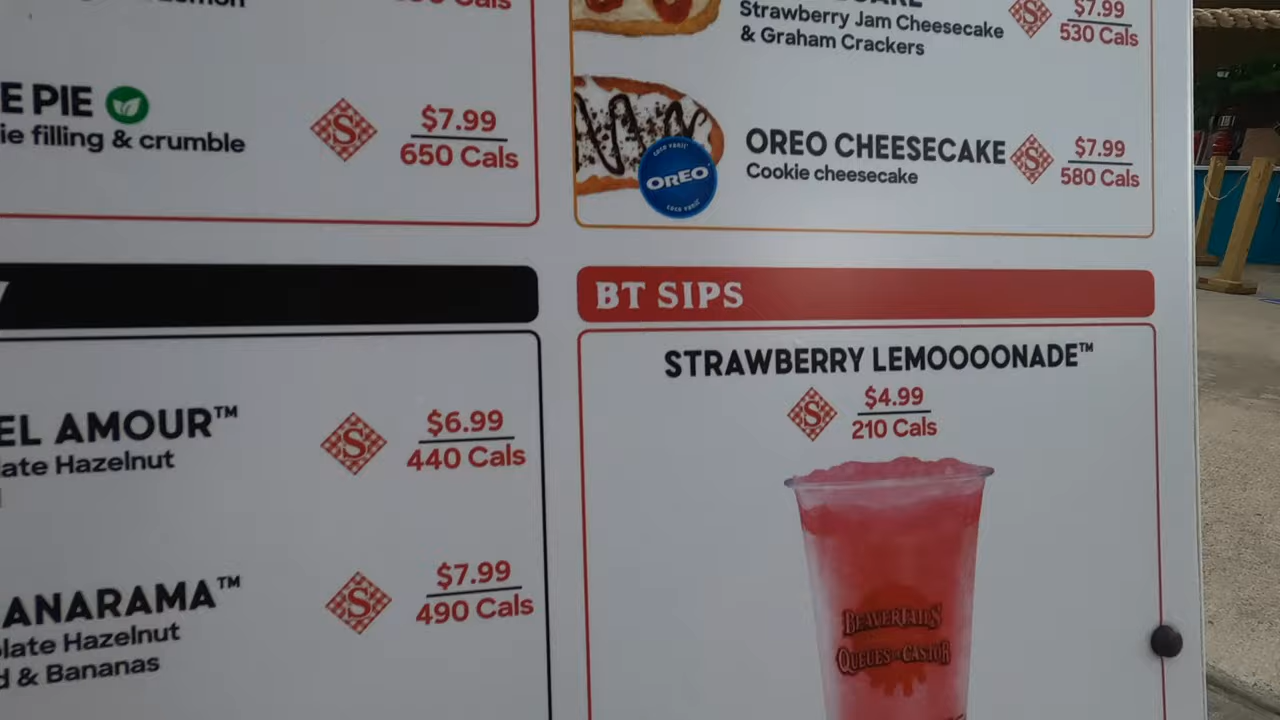 $7.99
Strawberry Jam Cheesecake
530 Cals
& Graham Crackers
E PIE
ie filling & crumble
S
$7.99
650 Cals
OREO
OREO CHEESECAKE
Cookie cheesecake
S
$7.99
580 Cals
BT SIPS
STRAWBERRY LEMOOOONADE™
S
$4.99
210 Cals
EL AMOUR™
late Hazelnut
S
$6.99
440 Cals
ANARAMA™
olate Hazelnut
d & Bananas
S
$7.99
490 Cals
BEAVERTAILS
QUEUES DE CASTOR